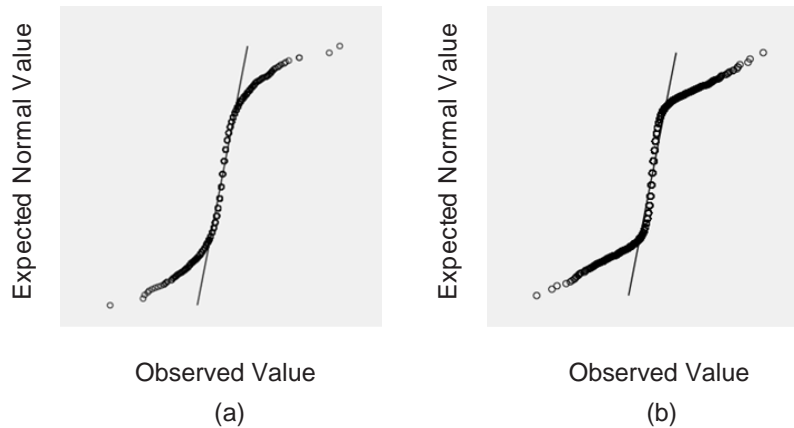 Expected Normal Value
Observed Value
(a)
Expected Normal Value
Observed Value
(b)